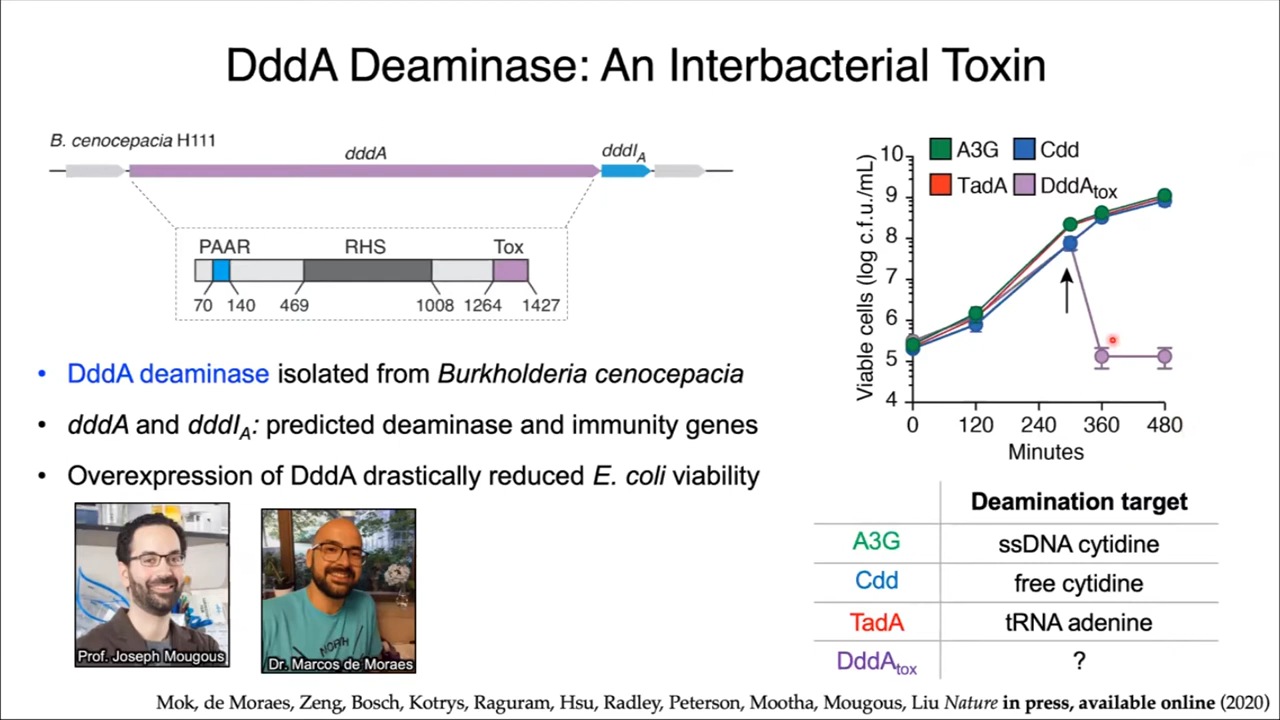 DddA Deaminase: An Interbacterial Toxin
B. cenocepacia H111
dddA
dddIA
PAAR
RHS
Tox
70
140
469
1008
1264
1427
• DddA deaminase isolated from Burkholderia cenocepacia
• dddA and dddIA: predicted deaminase and immunity genes
• Overexpression of DddA drastically reduced E. coli viability
NORTH
Prof. Joseph Mougous
Dr. Marcos de Moraes
A3G
Cdd
TadA
DddAtox
Viable cells (log c.f.u./mL)
10
9
8
7
6
5
4
0
120
240
360
480
Minutes
Deamination target
A3G ssDNA cytidine
Cdd free cytidine
TadA tRNA adenine
DddAtox ?
Mok, de Moraes, Zeng, Bosch, Kotrys, Raguram, Hsu, Radley, Peterson, Mootha, Mougous, Liu Nature in press, available online (2020)